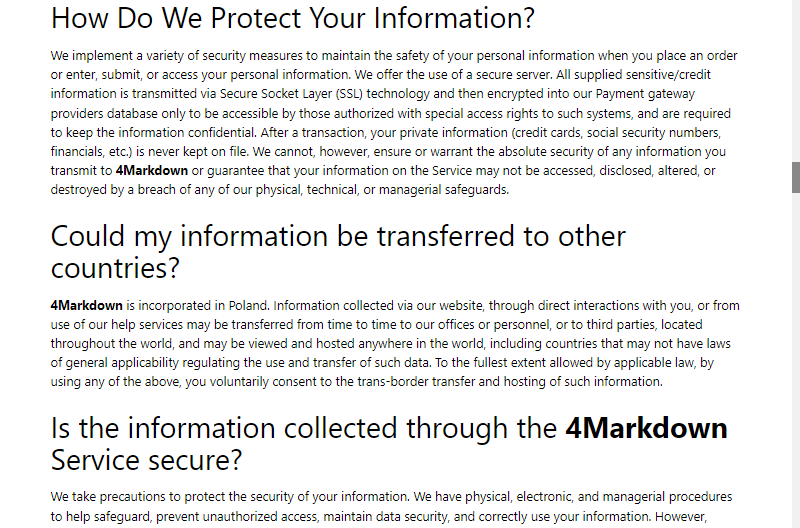 How Do We Protect Your Information?
We implement a variety of security measures to maintain the safety of your personal information when you place an order
or enter, submit, or access your personal information. We offer the use of a secure server. All supplied sensitive/credit
information is transmitted via Secure Socket Layer (SSL) technology and then encrypted into our Payment gateway
providers database only to be accessible by those authorized with special access rights to such systems, and are required
to keep the information confidential. After a transaction, your private information (credit cards, social security numbers,
financials, etc.) is never kept on file. We cannot, however, ensure or warrant the absolute security of any information you
transmit to 4Markdown or guarantee that your information on the Service may not be accessed, disclosed, altered, or
destroyed by a breach of any of our physical, technical, or managerial safeguards.
Could my information be transferred to other
countries?
4Markdown is incorporated in Poland. Information collected via our website, through direct interactions with you, or from
use of our help services may be transferred from time to time to our offices or personnel, or to third parties, located
throughout the world, and may be viewed and hosted anywhere in the world, including countries that may not have laws
of general applicability regulating the use and transfer of such data. To the fullest extent allowed by applicable law, by
using any of the above, you voluntarily consent to the trans-border transfer and hosting of such information.
Is the information collected through the 4Markdown
Service secure?
We take precautions to protect the security of your information. We have physical, electronic, and managerial procedures
to help safeguard, prevent unauthorized access, maintain data security, and correctly use your information. However,